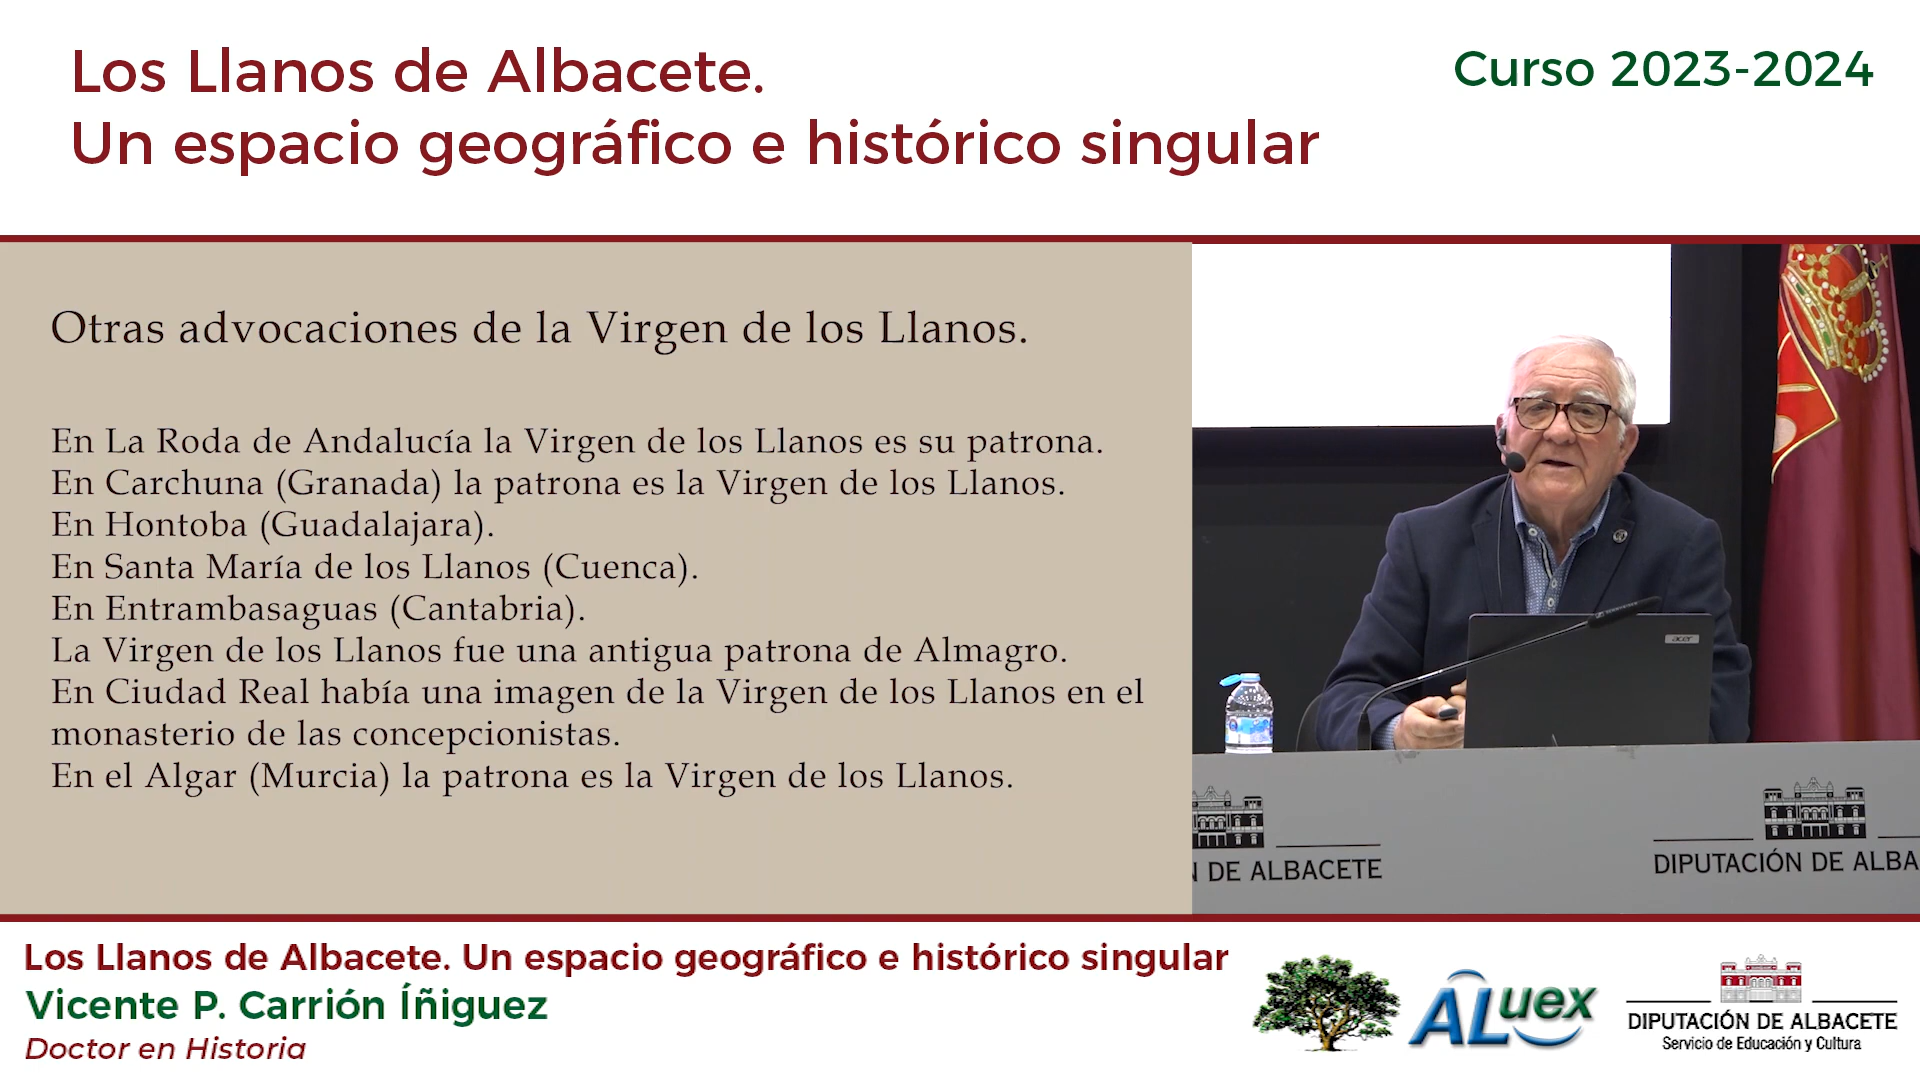 Los Llanos de Albacete.
Un espacio geográfico e histórico singular
Curso 2023-2024
Otras advocaciones de la Virgen de los Llanos.
En La Roda de Andalucía la Virgen de los Llanos es su patrona.
En Carchuna (Granada) la patrona es la Virgen de los Llanos.
En Hontoba (Guadalajara).
En Santa María de los Llanos (Cuenca).
En Entrambasaguas (Cantabria).
La Virgen de los Llanos fue una antigua patrona de Almagro.
En Ciudad Real había una imagen de la Virgen de los Llanos en el
monasterio de las concepcionistas.
En el Algar (Murcia) la patrona es la Virgen de los Llanos.
acer
N DE ALBACETE
DIPUTACIÓN DE ALBA
Los Llanos de Albacete. Un espacio geográfico e histórico singular
Vicente P. Carrión Íñiguez
Doctor en Historia
ALuex
DIPUTACIÓN DE ALBACETE
Servicio de Educación y Cultura